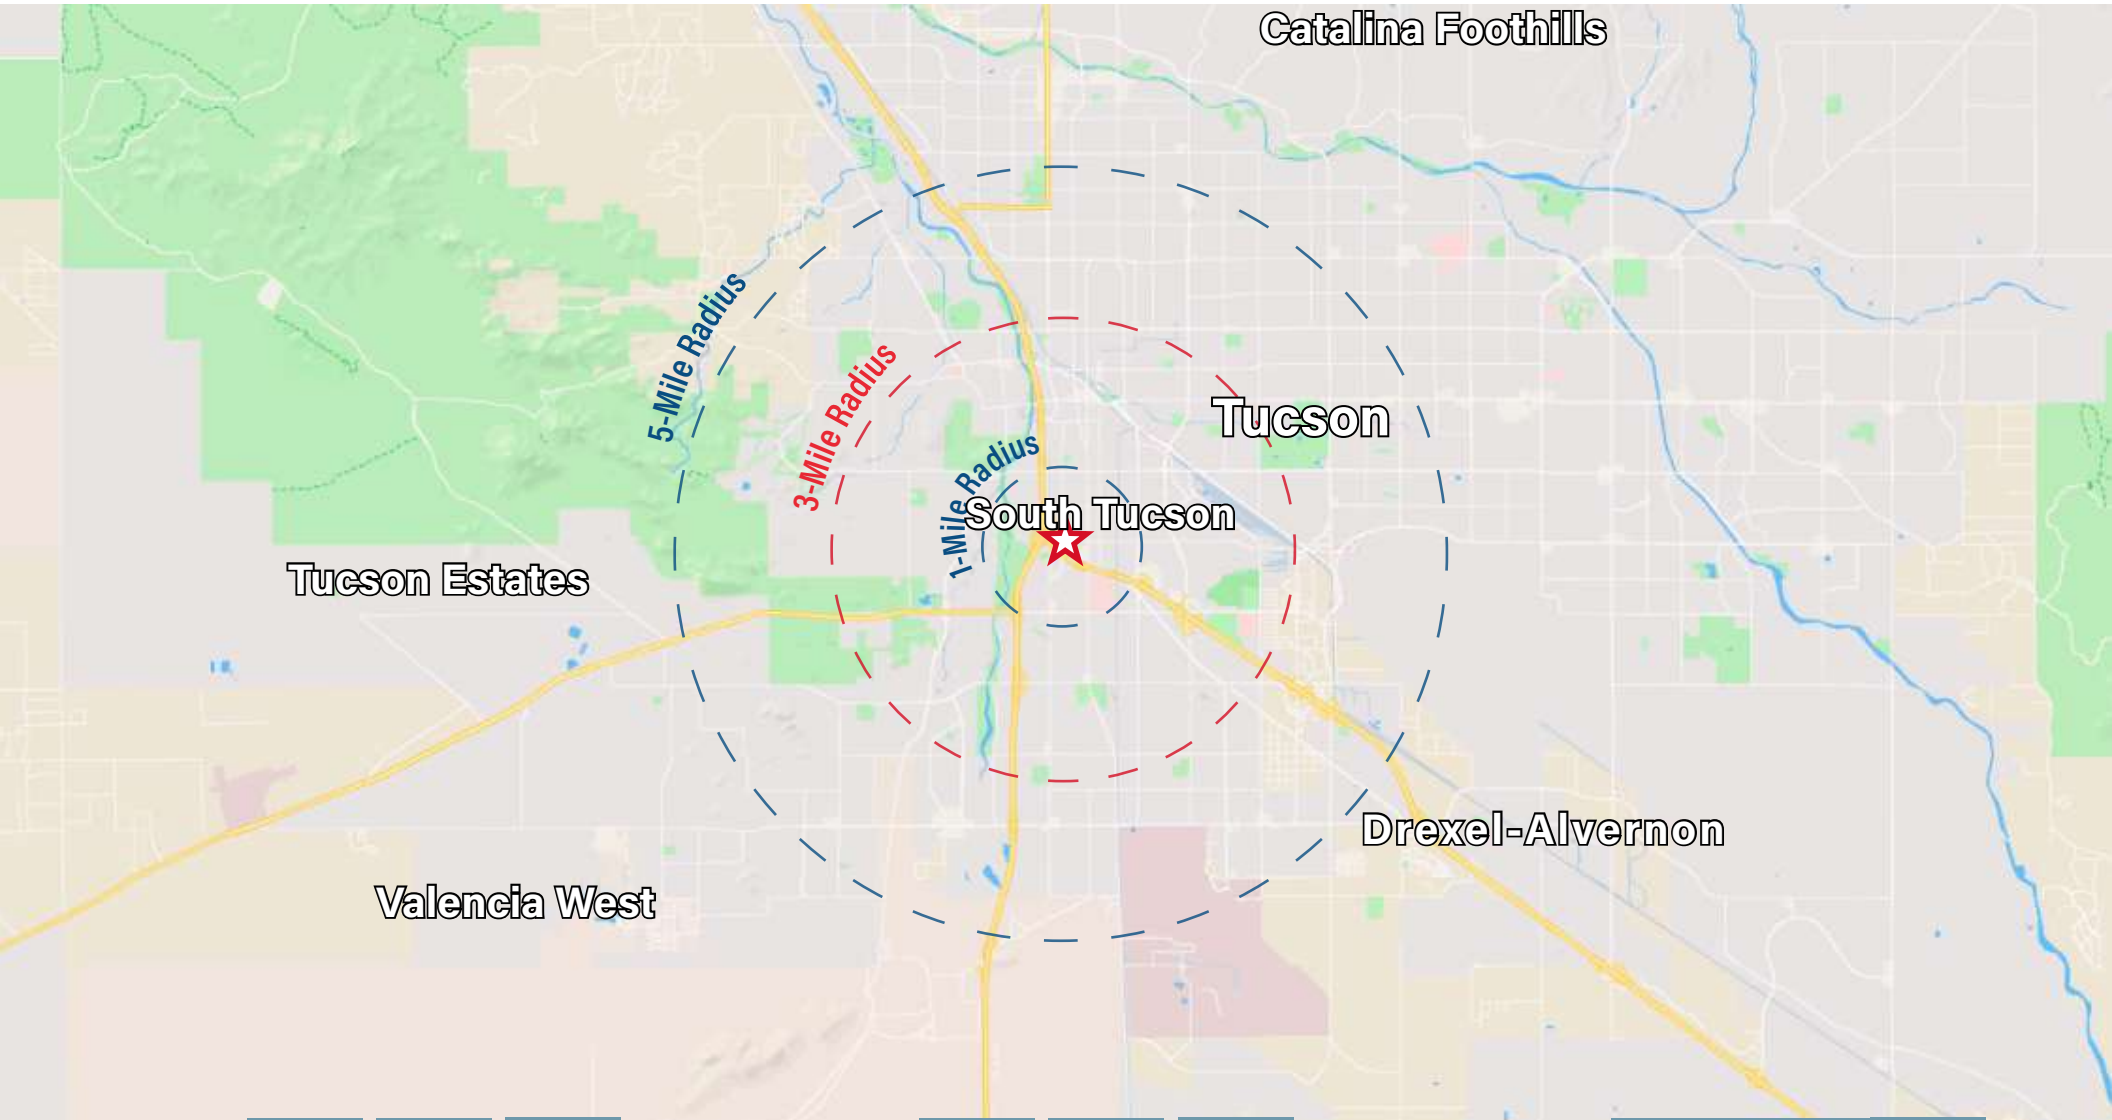 Catalina Foothills
5-Mile Radius
3-Mile Radius
Tucson
1-Mile Radius
South Tucson
Tucson Estates
Drexel-Alvernon
Valencia West